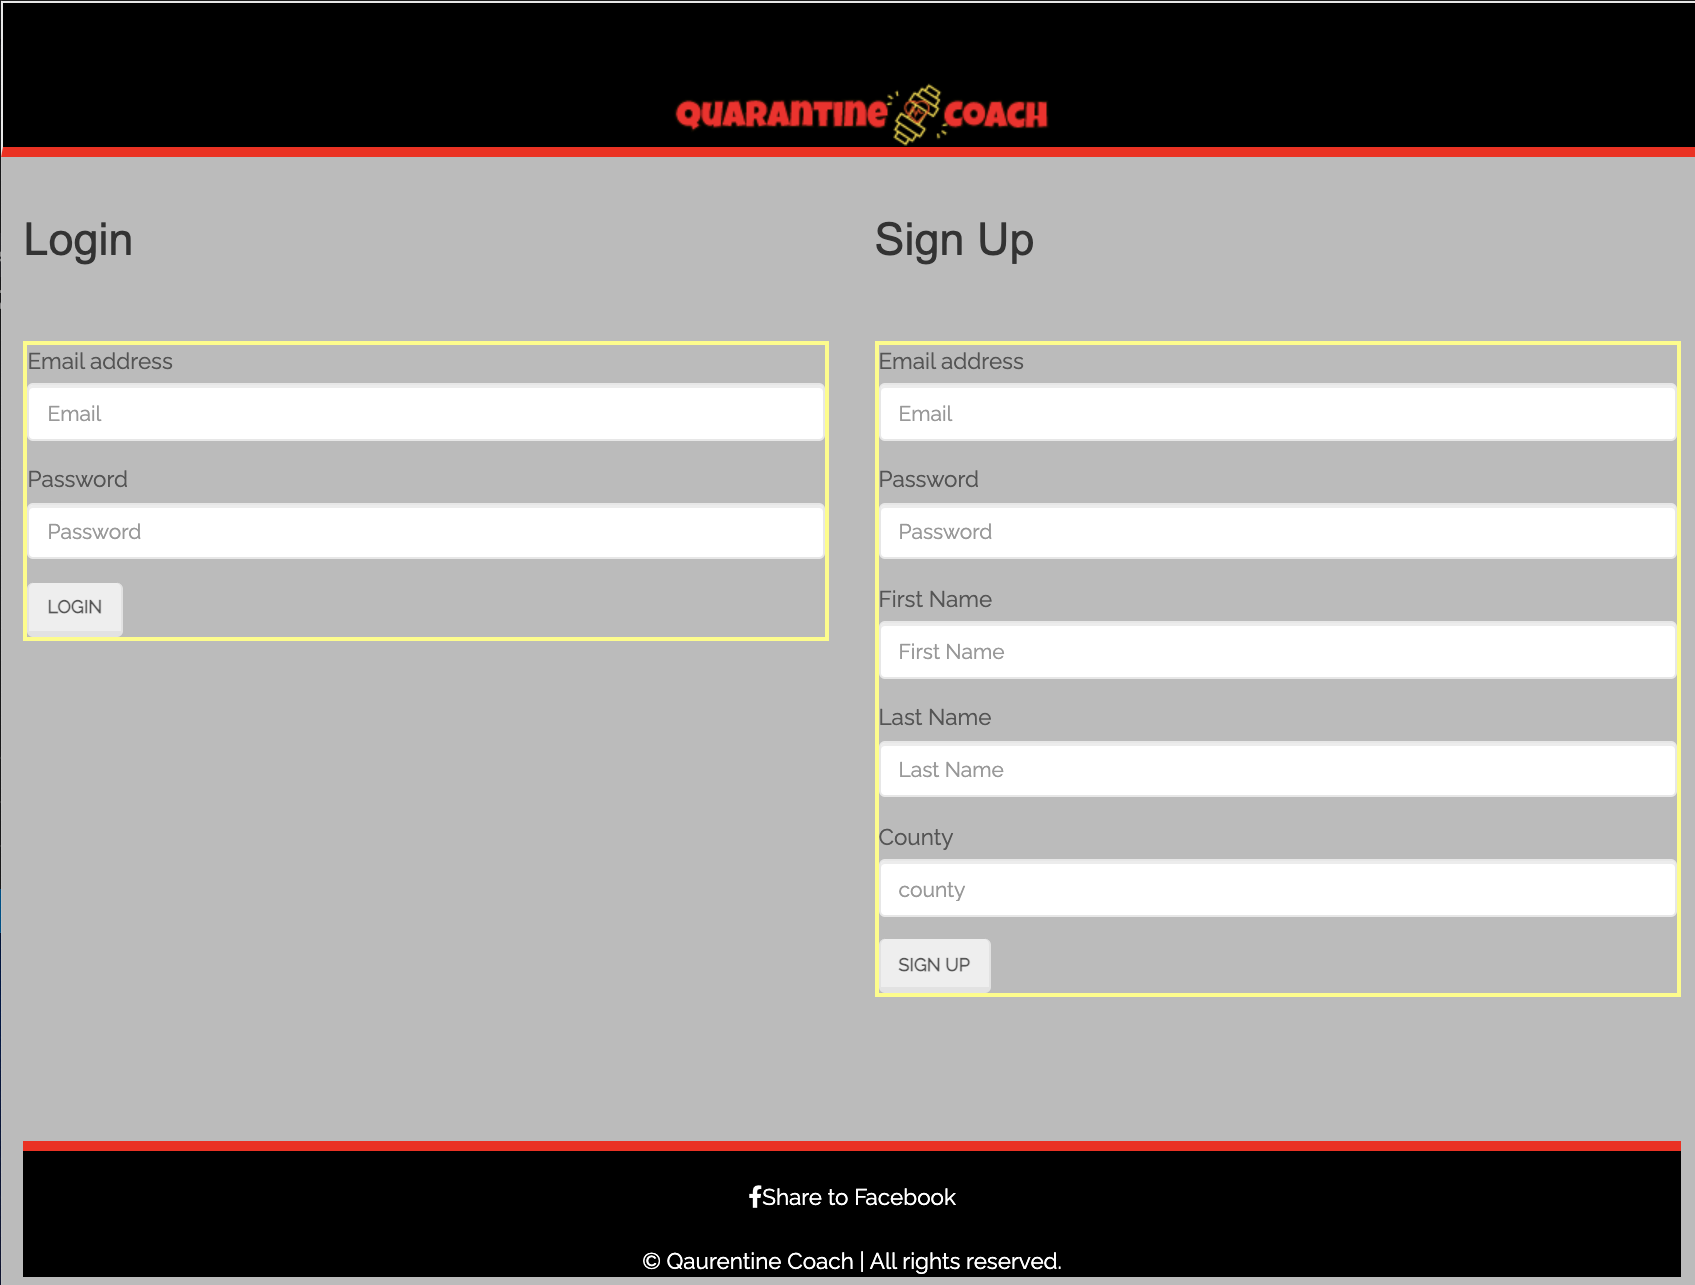 QUARANTINE COACH
Login
Email address
Email
Password
Password
LOGIN
Sign Up
Email address
Email
Password
Password
First Name
First Name
Last Name
Last Name
County
county
SIGN UP
Share to Facebook
© Qaurentine Coach | All rights reserved.